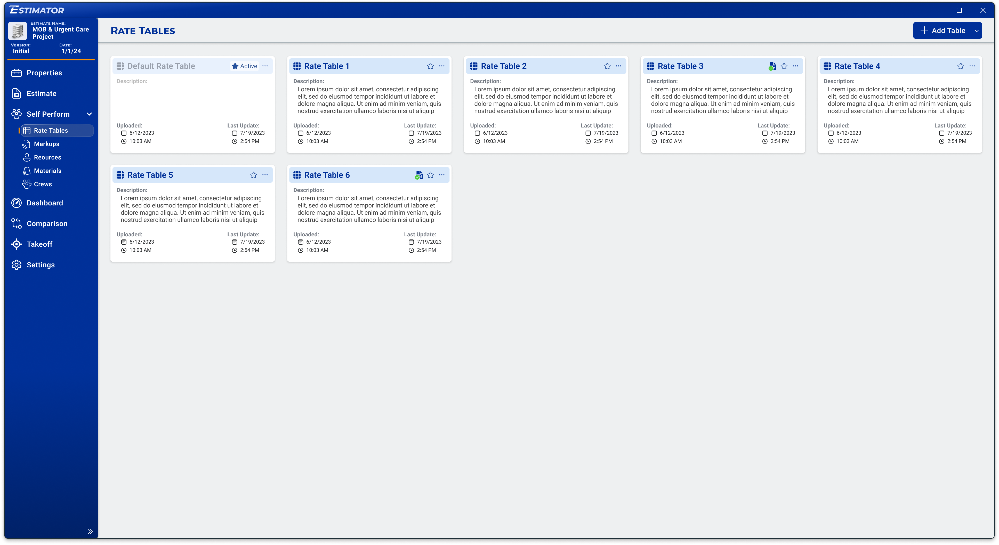 ESTIMATOR
ESTIMATE NAME:
MOB & Urgent Care
Project
VERSION:
Initial
DATE:
1/1/24
Properties
Estimate
Self Perform
Rate Tables
Markups
Reources
Materials
Crews
Dashboard
Comparison
Takeoff
Settings
RATE TABLES
Add Table
Default Rate Table
Active
Description:
Uploaded:
6/12/2023
10:03 AM
Last Update:
7/19/2023
2:54 PM
Rate Table 1
Description:
Lorem ipsum dolor sit amet, consectetur adipiscing
elit, sed do eiusmod tempor incididunt ut labore et
dolore magna aliqua. Ut enim ad minim veniam, quis
nostrud exercitation ullamco laboris nisi ut aliquip
Uploaded:
6/12/2023
10:03 AM
Last Update:
7/19/2023
2:54 PM
Rate Table 2
Description:
Lorem ipsum dolor sit amet, consectetur adipiscing
elit, sed do eiusmod tempor incididunt ut labore et
dolore magna aliqua. Ut enim ad minim veniam, quis
nostrud exercitation ullamco laboris nisi ut aliquip
Uploaded:
6/12/2023
10:03 AM
Last Update:
7/19/2023
2:54 PM
Rate Table 3
Description:
Lorem ipsum dolor sit amet, consectetur adipiscing
elit, sed do eiusmod tempor incididunt ut labore et
dolore magna aliqua. Ut enim ad minim veniam, quis
nostrud exercitation ullamco laboris nisi ut aliquip
Uploaded:
6/12/2023
10:03 AM
Last Update:
7/19/2023
2:54 PM
Rate Table 4
Description:
Lorem ipsum dolor sit amet, consectetur adipiscing
elit, sed do eiusmod tempor incididunt ut labore et
dolore magna aliqua. Ut enim ad minim veniam, quis
nostrud exercitation ullamco laboris nisi ut aliquip
Uploaded:
6/12/2023
10:03 AM
Last Update:
7/19/2023
2:54 PM
Rate Table 5
Description:
Lorem ipsum dolor sit amet, consectetur adipiscing
elit, sed do eiusmod tempor incididunt ut labore et
dolore magna aliqua. Ut enim ad minim veniam, quis
nostrud exercitation ullamco laboris nisi ut aliquip
Uploaded:
6/12/2023
10:03 AM
Last Update:
7/19/2023
2:54 PM
Rate Table 6
Description:
Lorem ipsum dolor sit amet, consectetur adipiscing
elit, sed do eiusmod tempor incididunt ut labore et
dolore magna aliqua. Ut enim ad minim veniam, quis
nostrud exercitation ullamco laboris nisi ut aliquip
Uploaded:
6/12/2023
10:03 AM
Last Update:
7/19/2023
2:54 PM